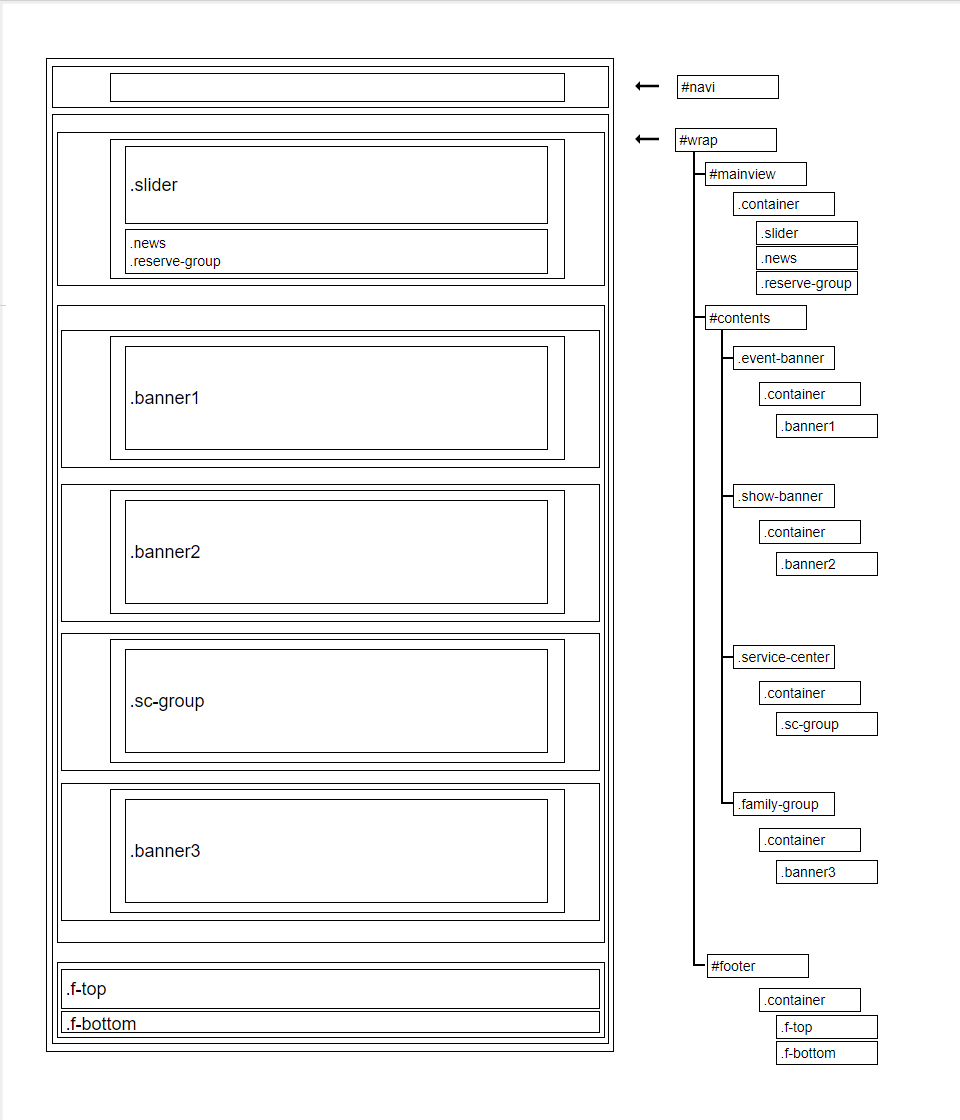 .slider
.news
.reserve-group
.banner1
.banner2
.sc-group
.banner3
.f-top
.f-bottom
#navi
#wrap
#mainview
.container
.slider
.news
.reserve-group
#contents
.event-banner
.container
.banner1
.show-banner
.container
.banner2
.service-center
.container
.sc-group
.family-group
.container
.banner3
#footer
.container
.f-top
.f-bottom